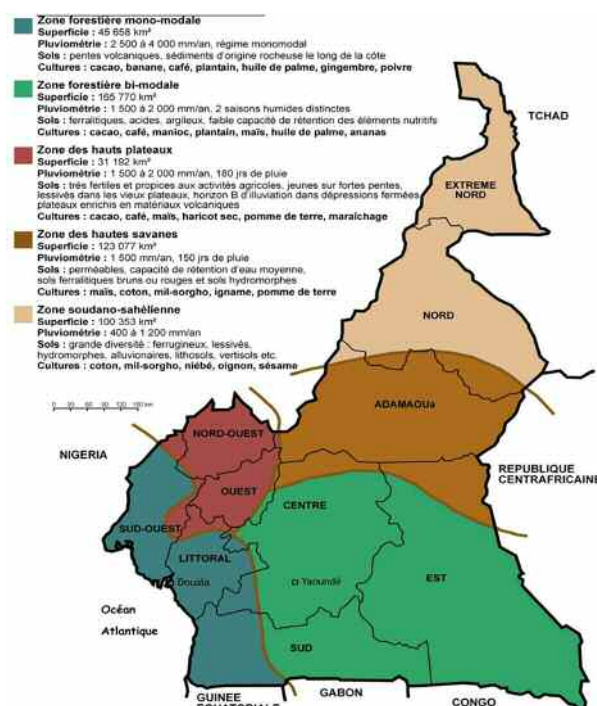 Zone forestière mono-modale
Superficie : 45 658 km²
Pluviométrie : 2 500 à 4 000 mm/an, régime monomodal
Sols : pentes volcaniques, sédiments d'origine rocheuse le long de la côte
Cultures : cacao, banane, café, plantain, huile de palme, gingembre, poivre
Zone forestière bi-modale
Superficie : 165 770 km²
Pluviométrie : 1 500 à 2 000 mm/an, 2 saisons humides distinctes
Sols : ferralitiques, acides, argileux, faible capacité de rétention des éléments nutritifs
Cultures : cacao, café, manioc, plantain, maïs, huile de palme, ananas
Zone des hauts plateaux
Superficie : 31 192 km²
Pluviométrie : 1 500 à 2 000 mm/an, 180 jrs de pluie
Sols : très fertiles et propices aux activités agricoles, jeunes sur fortes pentes,
lessivés dans les vieux plateaux, horizon B d'illuviation dans dépressions fermées
plateaux enrichis en matériaux volcaniques
Cultures : cacao, café, maïs, haricot sec, pomme de terre, maraîchage
Zone des hautes savanes
Superficie : 123 077 km²
Pluviométrie : 1 500 mm/an, 150 jrs de pluie
Sols : perméables, capacité de rétention d'eau moyenne,
sols ferralitiques bruns ou rouges et sols hydromorphes
Cultures : maïs, coton, mil-sorgho, igname, pomme de terre
Zone soudano-sahélienne
Superficie : 100 353 km²
Pluviométrie : 400 à 1 200 mm/an
Sols : grande diversité : ferrugineux, lessivés,
hydromorphes, alluvionaires, lithosols, vertisols etc.
Cultures : coton, mil-sorgho, niébé, oignon, sésame
0 30 60 90 120 150 km
TCHAD
EXTREME
NORD
NORD
ADAMAOUa
NIGERIA
NORD-OUEST
REPUBLIQUE
CENTRAFRICAINE
OUEST
CENTRE
SUD-OUEST
LITTORAL
Douala
Yaoundé
EST
Océan
Atlantique
SUD
GUINEE
EQUATORIALE
GABON
CONGO